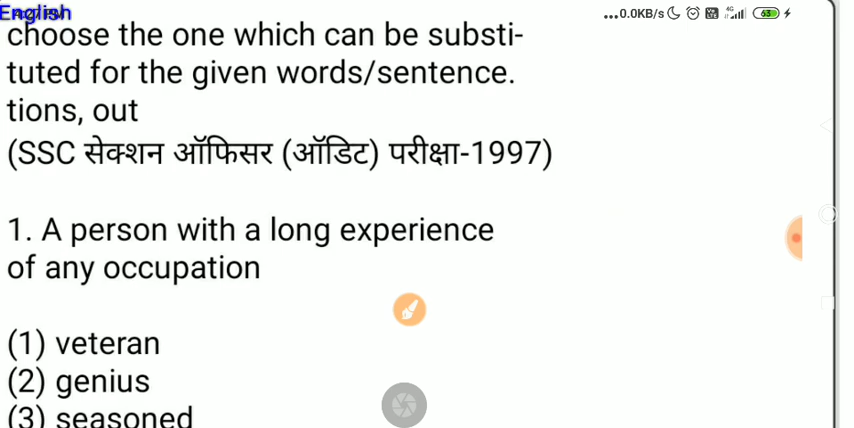 English
...0.0KB/s
4G
63
choose the one which can be substi-
tuted for the given words/sentence.
tions, out
(SSC सेक्शन ऑफिसर (ऑडिट) परीक्षा-1997)
1. A person with a long experience
of any occupation
(1) veteran
(2) genius
(3) seasoned